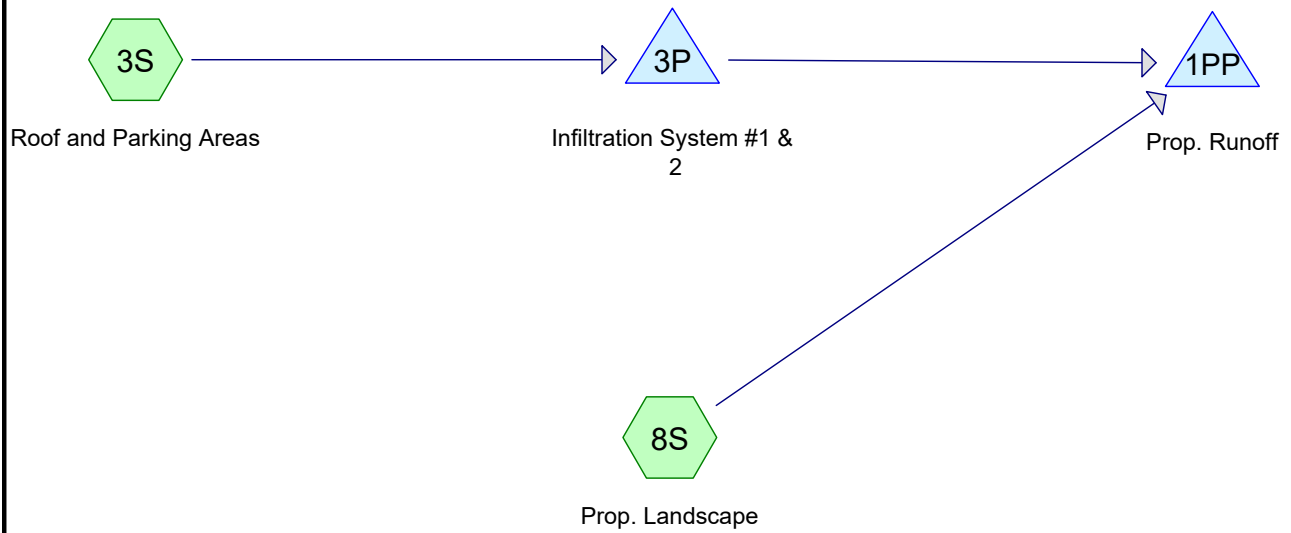 3S
3P
1PP
Roof and Parking Areas
Infiltration System #1 &
2
Prop. Runoff
8S
Prop. Landscape